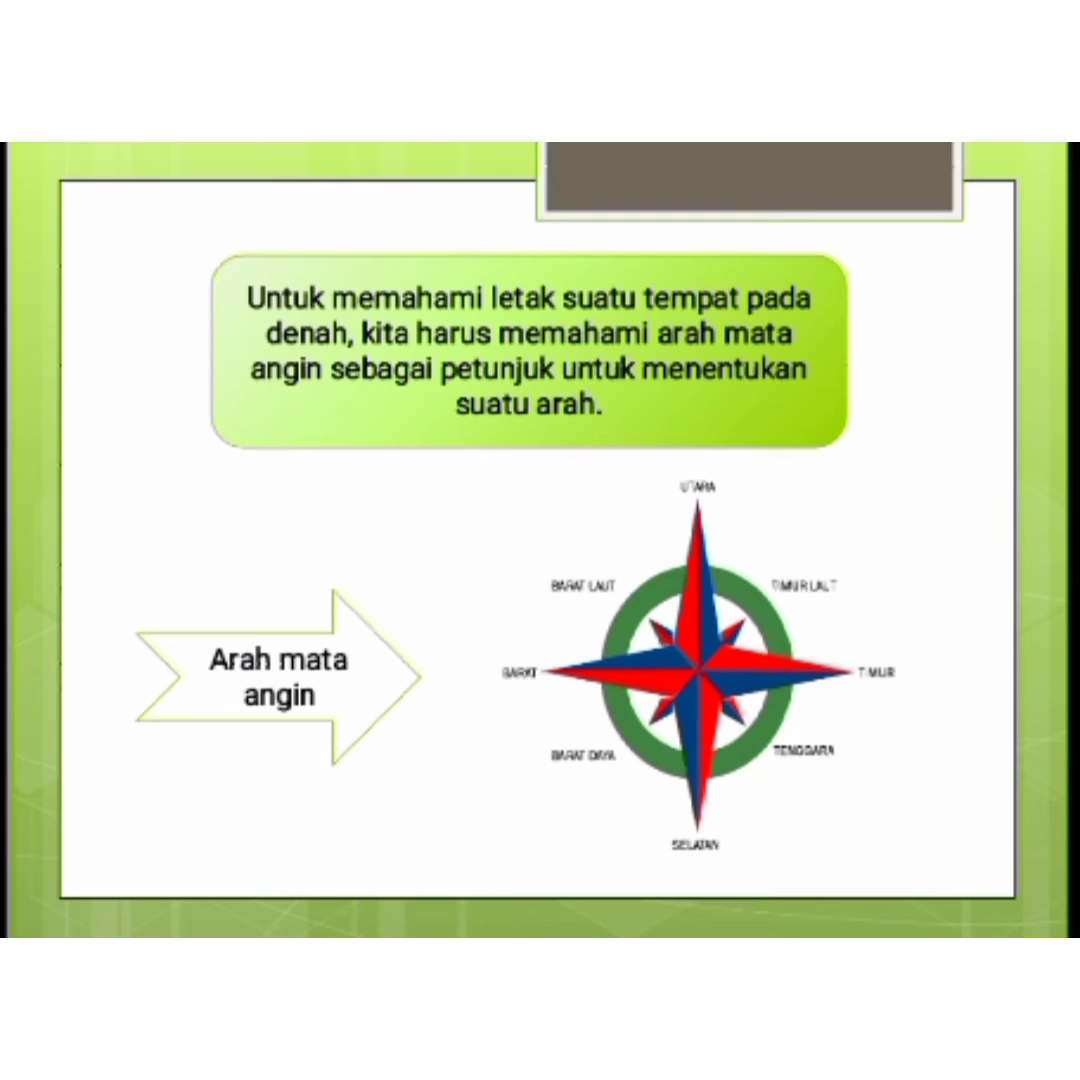 Untuk memahami letak suatu tempat pada
denah, kita harus memahami arah mata
angin sebagai petunjuk untuk menentukan
suatu arah.
UTARA
BARAT LAUT
TIMUR LAUT
Arah mata
angin
BARAT
TIMUR
BARAT DAYA
TENGGARA
SELATAN